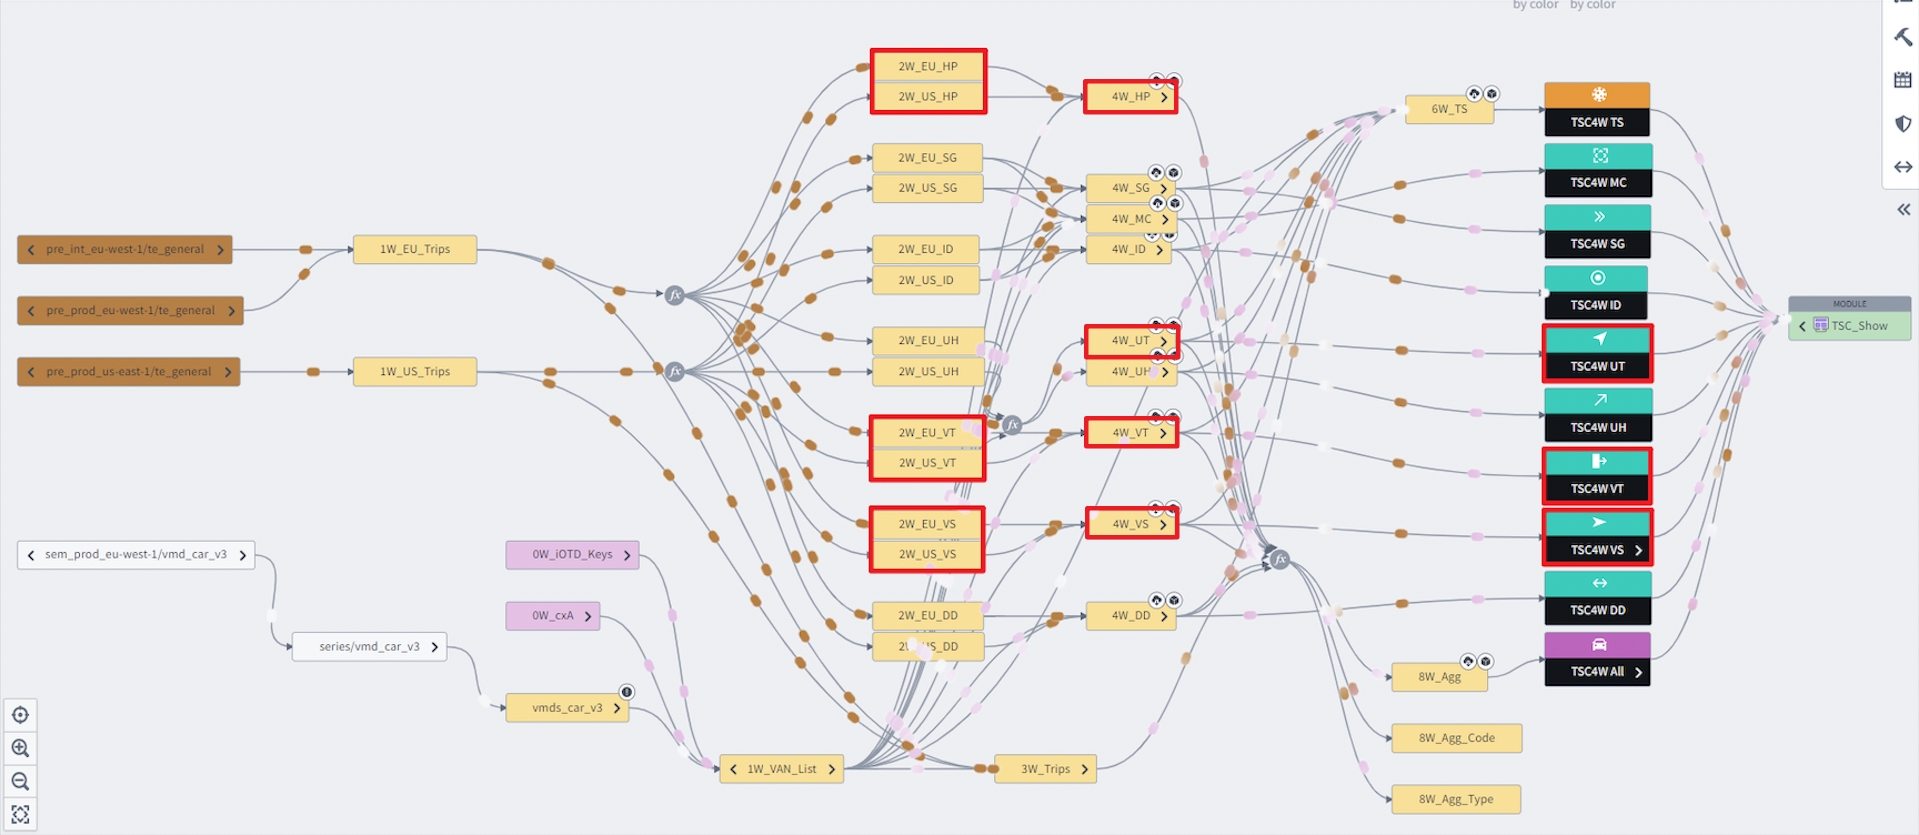 by color by color
2W_EU_HP
2W_US_HP
4W_HP
6W_TS
TSC4W TS
2W_EU_SG
2W_US_SG
4W_SG
4W_MC
TSC4W MC
TSC4W SG
pre_int_eu-west-1/te_general
1W_EU_Trips
2W_EU_ID
2W_US_ID
4W_ID
TSC4W ID
pre_prod_eu-west-1/te_general
fx
MODULE
TSC_Show
2W_EU_UH
2W_US_UH
4W_UT
4W_UH
TSC4W UT
pre_prod_us-east-1/te_general
1W_US_Trips
fx
TSC4W UH
2W_EU_VT
2W_US_VT
fx
4W_VT
TSC4W VT
2W_EU_VS
2W_US_VS
4W_VS
TSC4W VS
sem_prod_eu-west-1/vmd_car_v3
0W_iOTD_Keys
fx
0W_cxA
2W_EU_DD
4W_DD
TSC4W DD
series/vmd_car_v3
TSC4W All
8W_Agg
vmds_car_v3
8W_Agg_Code
1W_VAN_List
3W_Trips
8W_Agg_Type